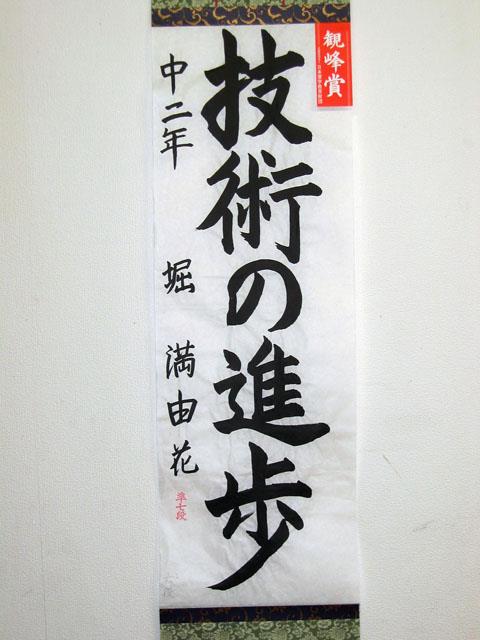 観峰賞
技術の進歩
中二年 堀 満由花
準七段